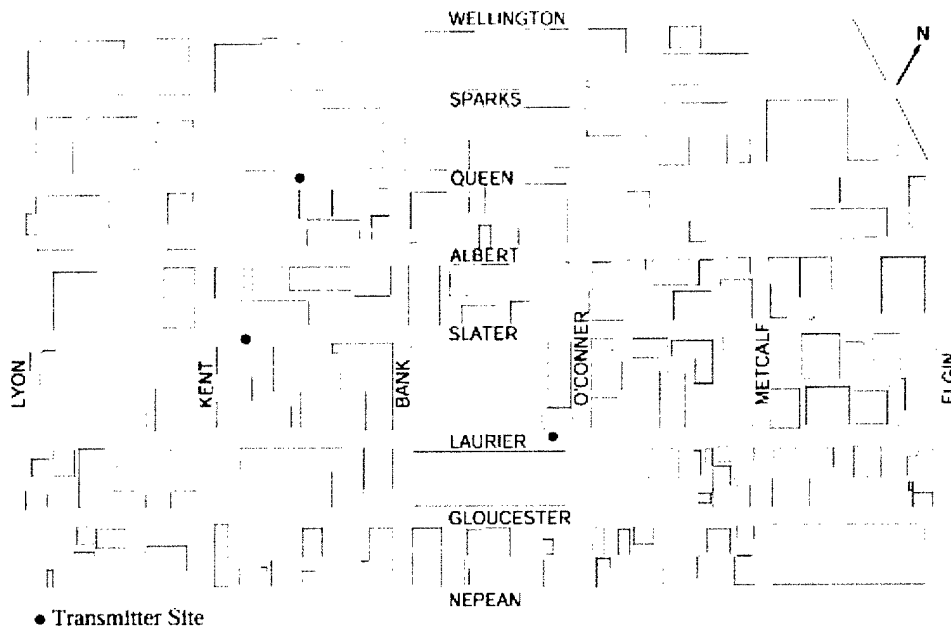 WELLINGTON
N
SPARKS
QUEEN
ALBERT
SLATER
LYON
KENT
BANK
O'CONNER
METCALF
ELGIN
LAURIER
GLOUCESTER
NEPEAN
● Transmitter Site